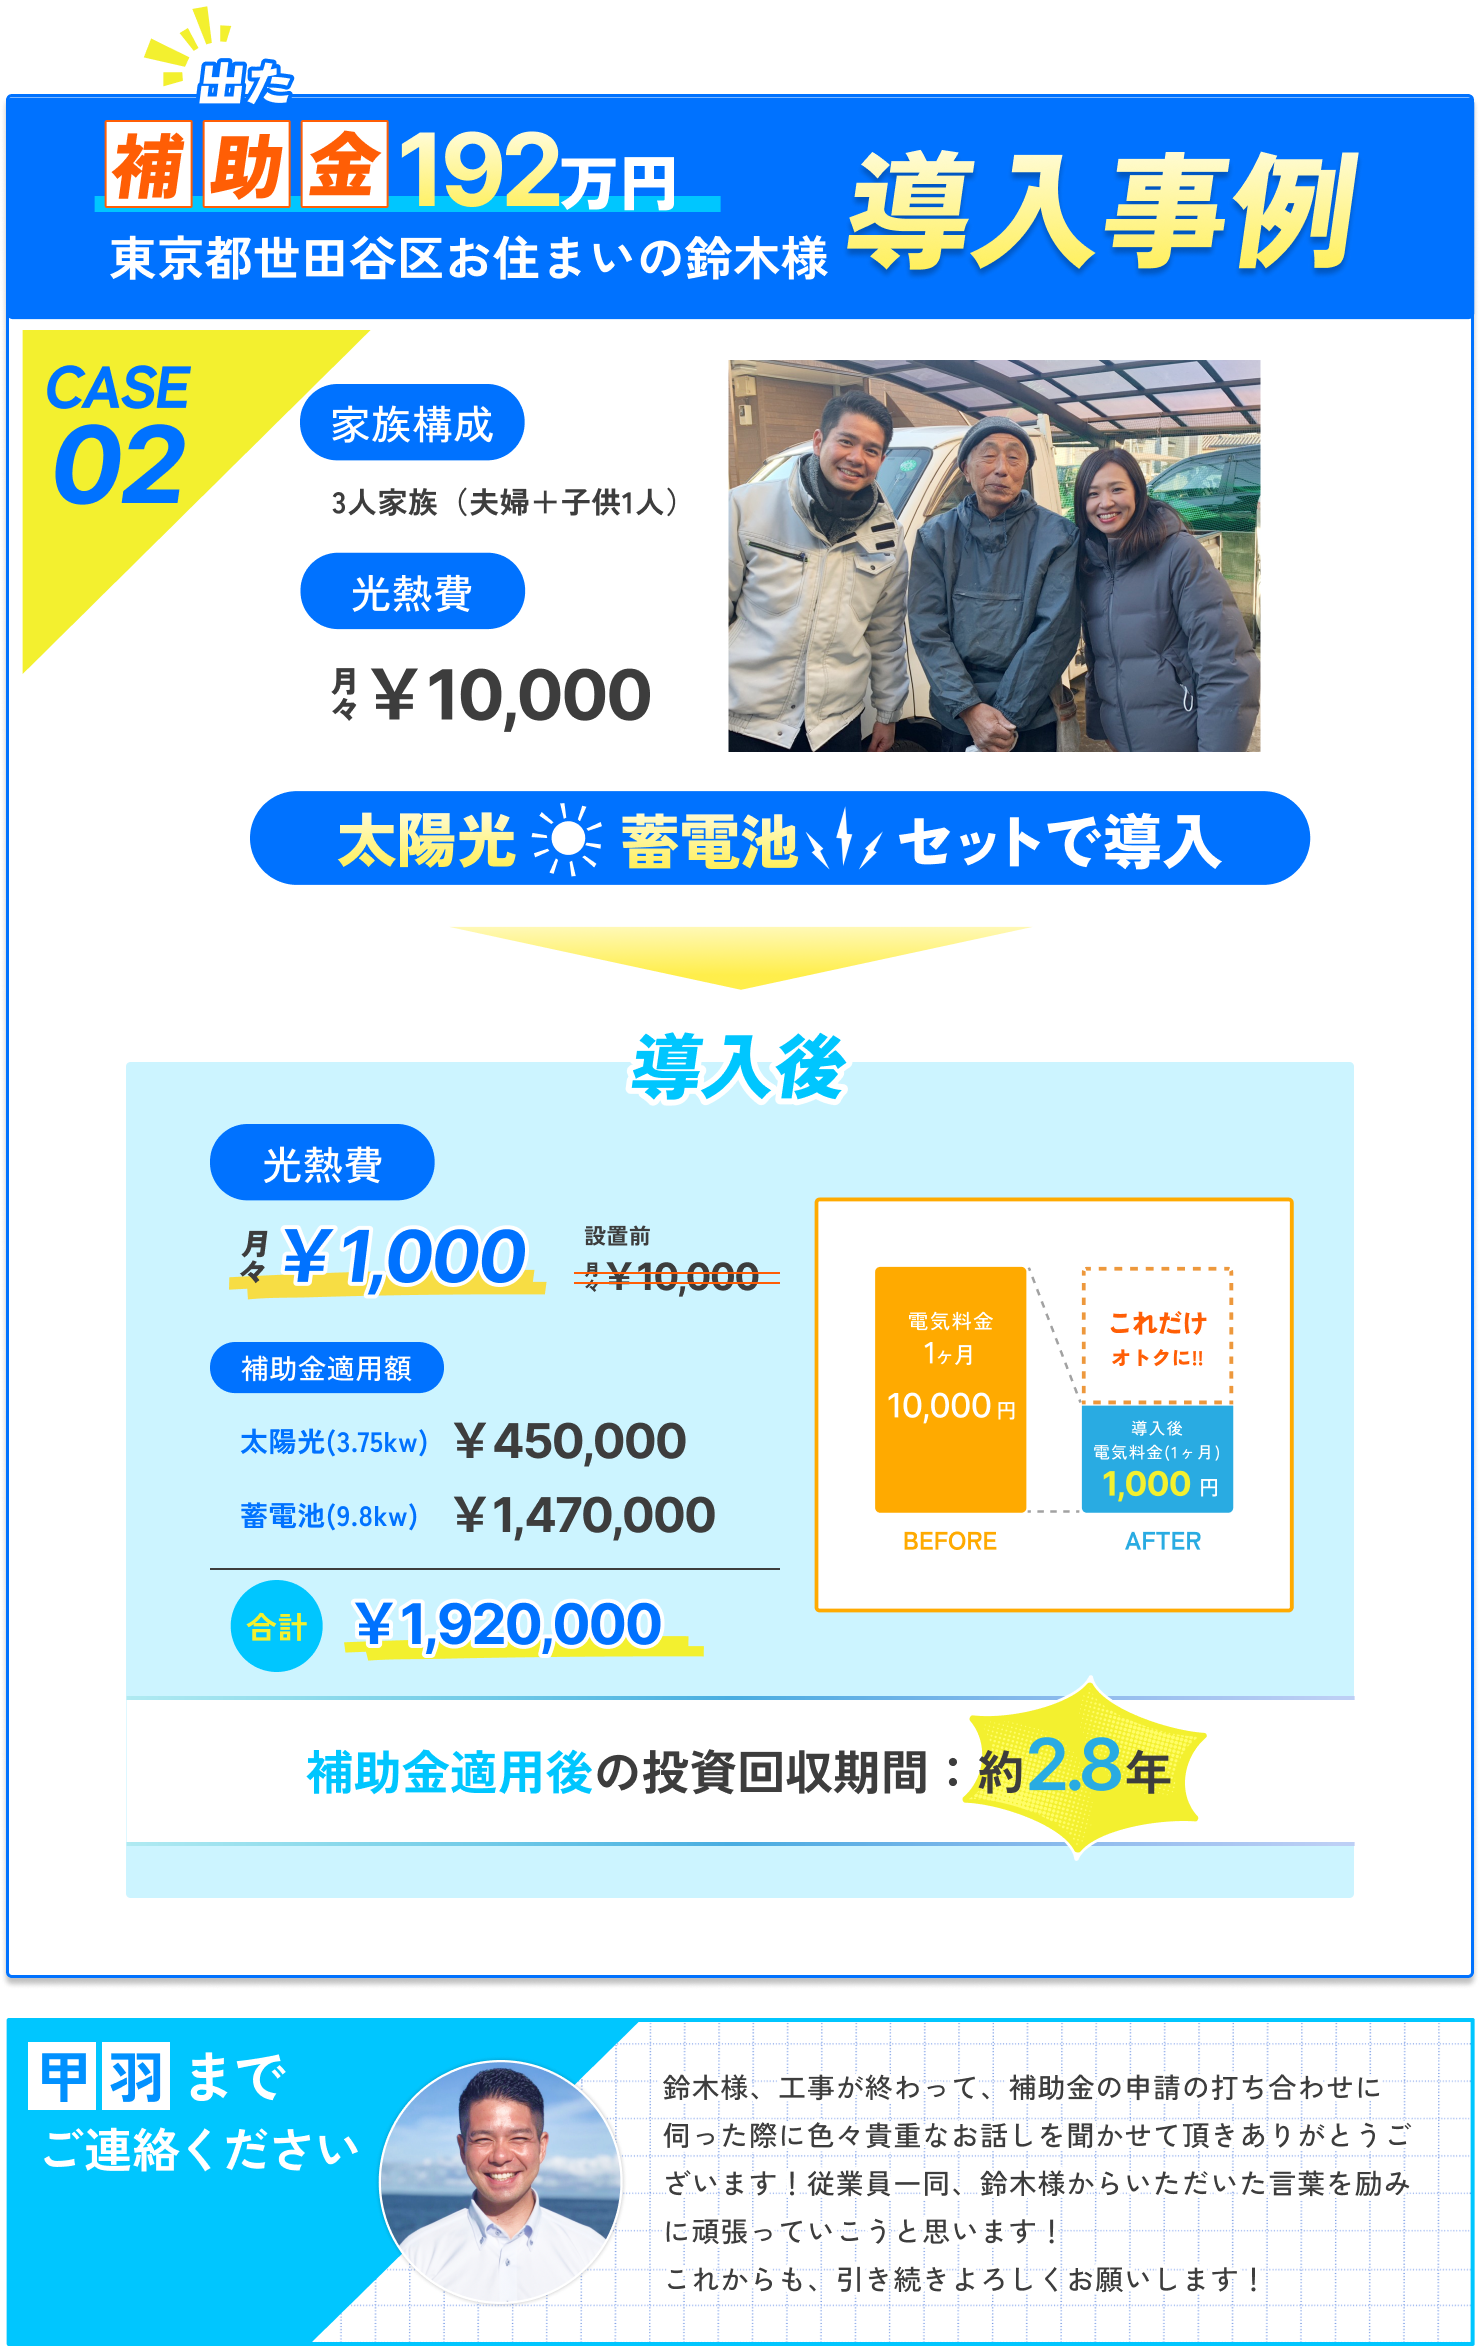 出た
補助金192万円
東京都世田谷区お住まいの鈴木様
導入事例
CASE
02
家族構成
3人家族（夫婦＋子供1人）
光熱費
月々¥10,000
太陽光 蓄電池 セットで導入
導入後
光熱費
月々¥1,000
設置前
月々¥10,000
補助金適用額
太陽光(3.75kw) ¥450,000
蓄電池(9.8kw) ¥1,470,000
合計 ¥1,920,000
電気料金
1ヶ月
10,000円
BEFORE
これだけ
オトクに!!
導入後
電気料金(1ヶ月)
1,000円
AFTER
補助金適用後の投資回収期間：約2.8年
甲羽まで
ご連絡ください
鈴木様、工事が終わって、補助金の申請の打ち合わせに
伺った際に色々貴重なお話しを聞かせて頂きありがとうご
ざいます！従業員一同、鈴木様からいただいた言葉を励み
に頑張っていこうと思います！
これからも、引き続きよろしくお願いします！